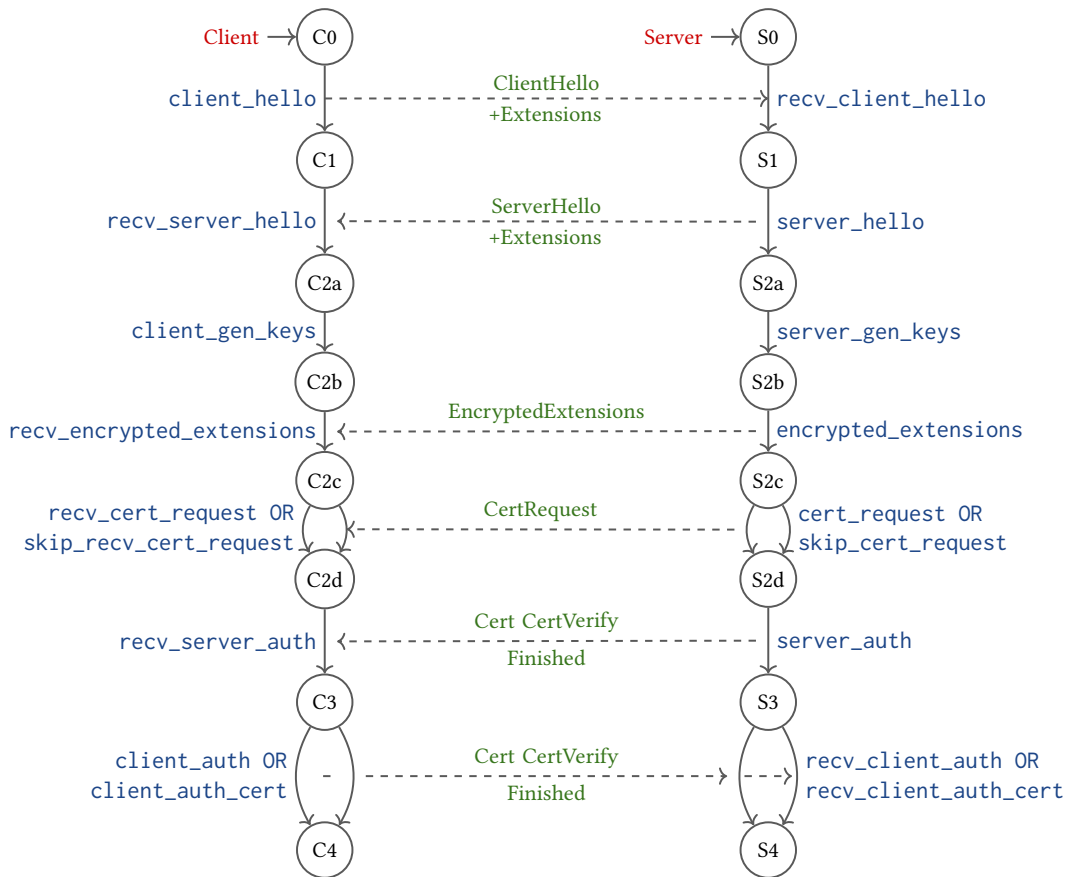 Client
C0
Server
S0
client_hello
ClientHello
+Extensions
recv_client_hello
C1
S1
recv_server_hello
ServerHello
+Extensions
server_hello
C2a
S2a
client_gen_keys
server_gen_keys
C2b
S2b
recv_encrypted_extensions
EncryptedExtensions
encrypted_extensions
C2c
S2c
recv_cert_request OR
skip_recv_cert_request
CertRequest
cert_request OR
skip_cert_request
C2d
S2d
recv_server_auth
Cert CertVerify
Finished
server_auth
C3
S3
client_auth OR
client_auth_cert
Cert CertVerify
Finished
recv_client_auth OR
recv_client_auth_cert
C4
S4